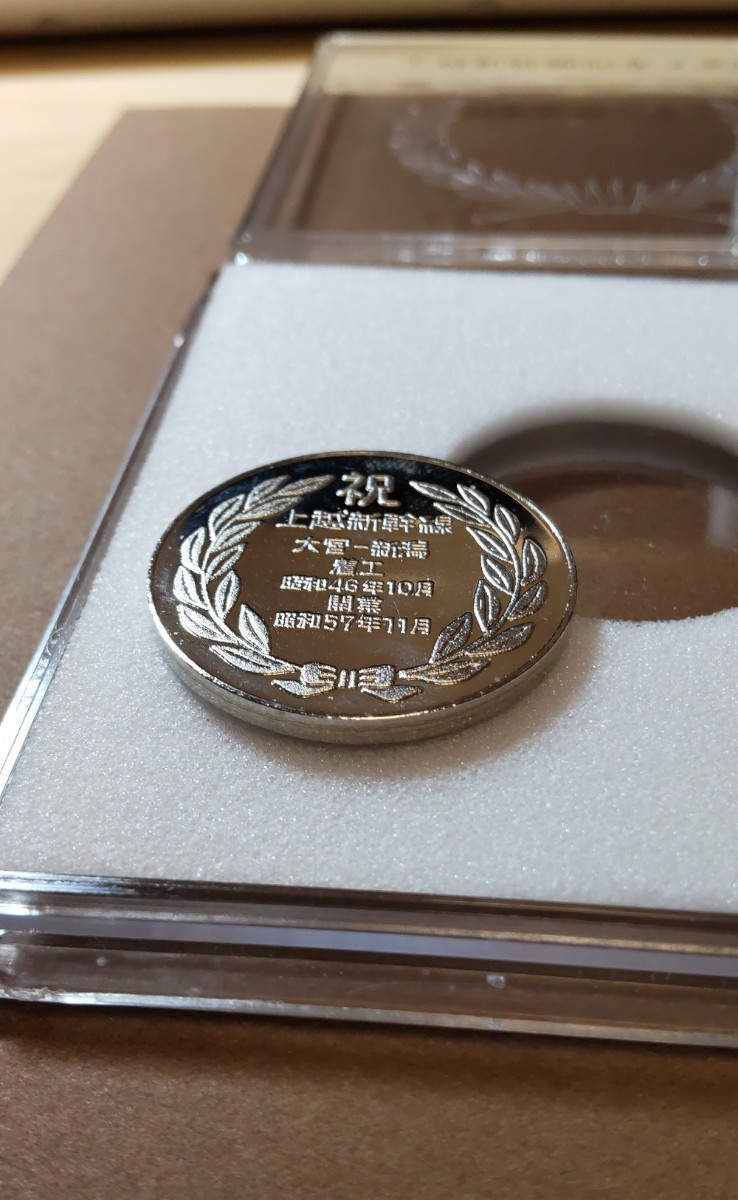 祝
上越新幹線
大宮－新潟
着工
昭和46年10月
開業
昭和57年11月